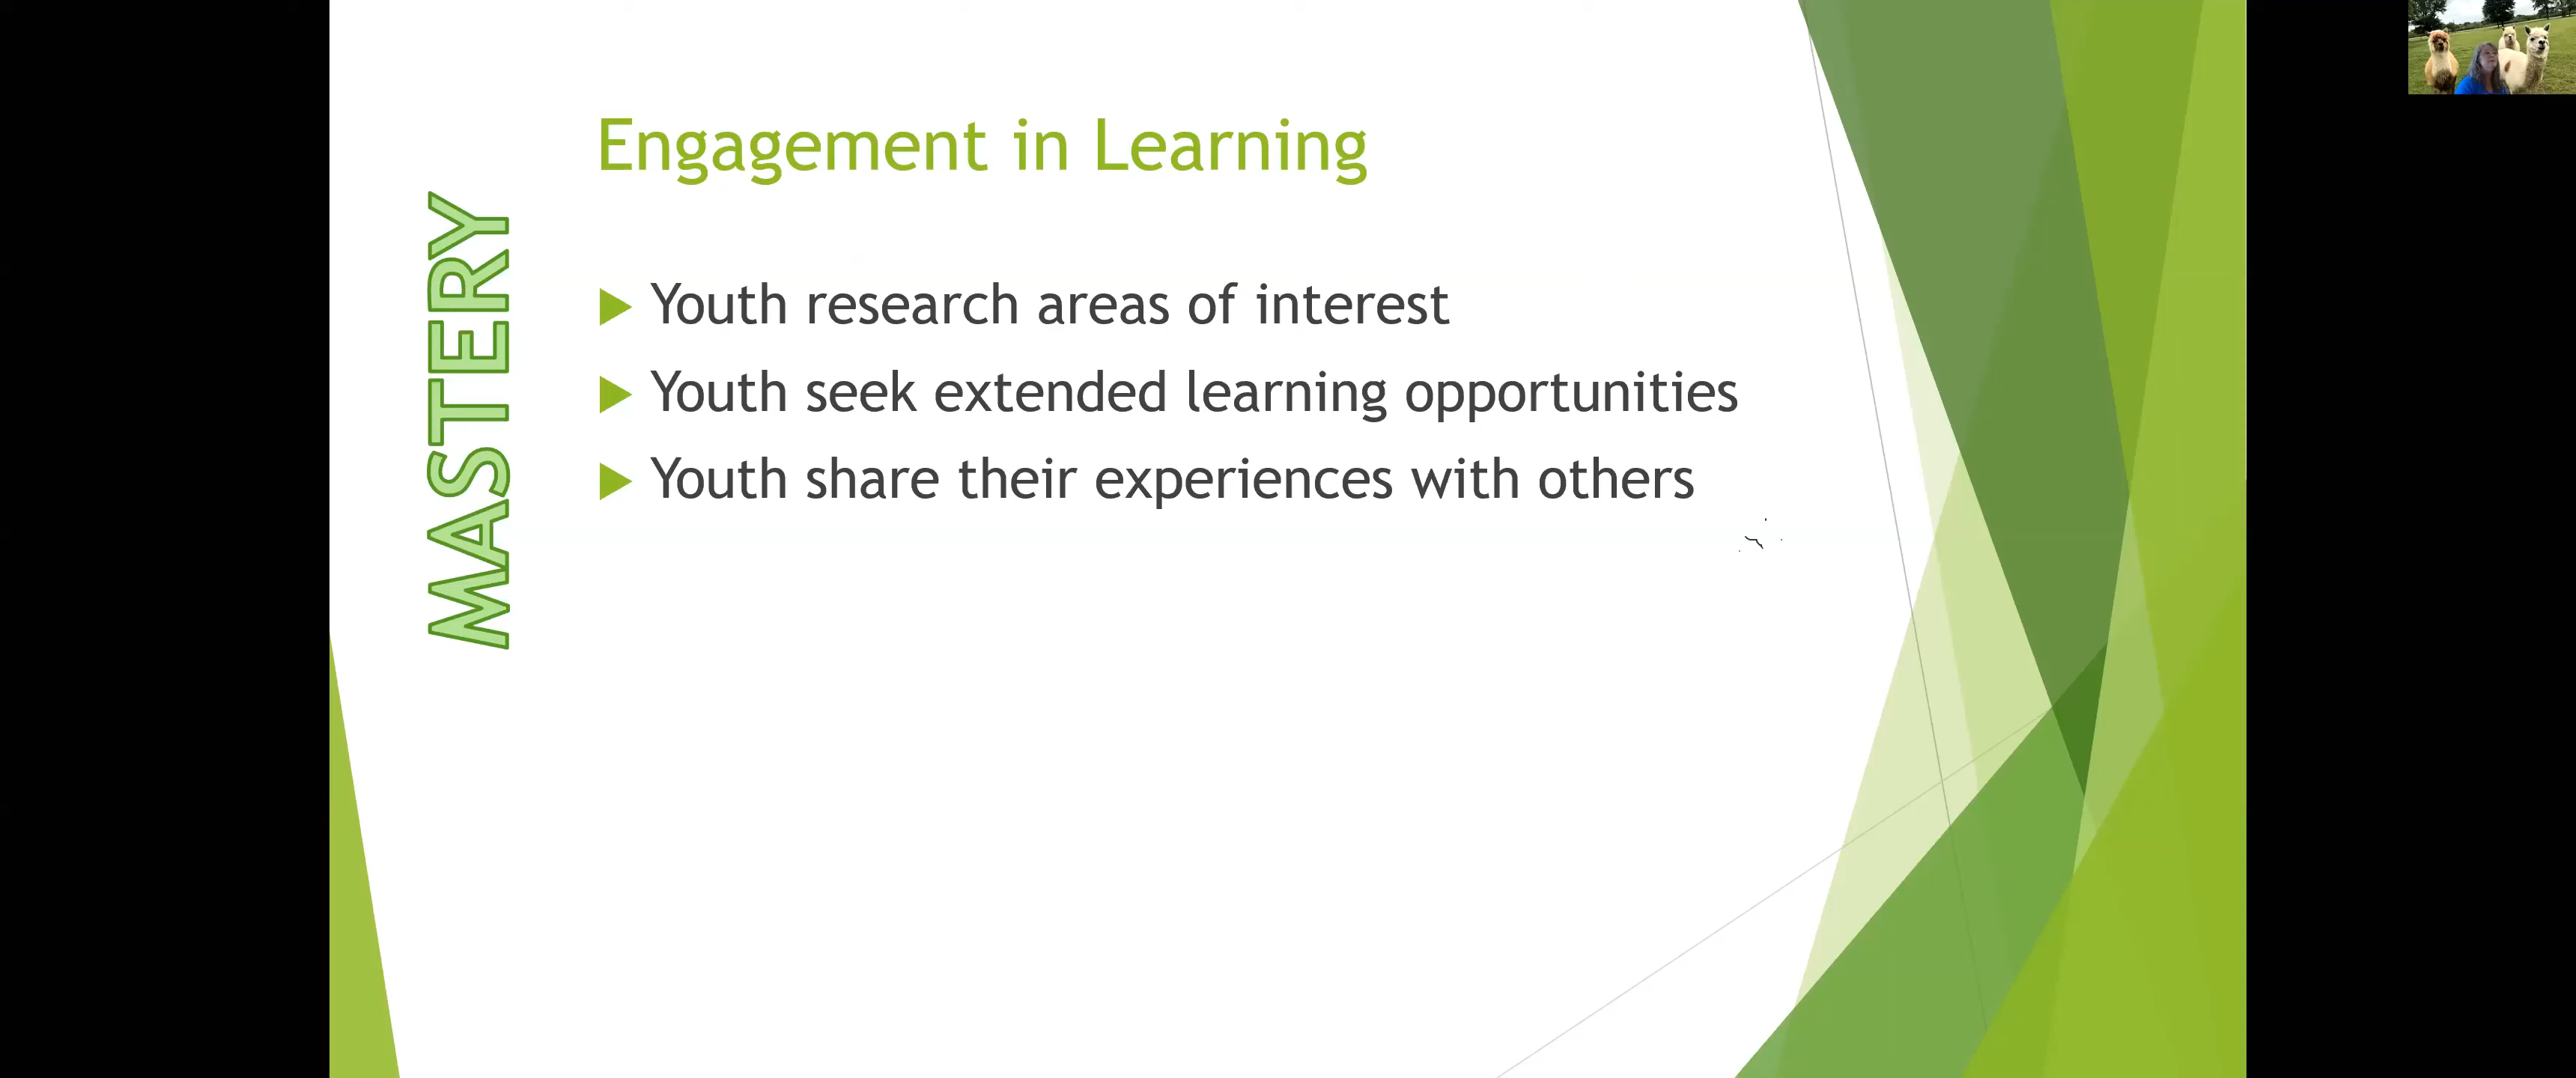 Engagement in Learning
MASTERY
Youth research areas of interest
Youth seek extended learning opportunities
Youth share their experiences with others